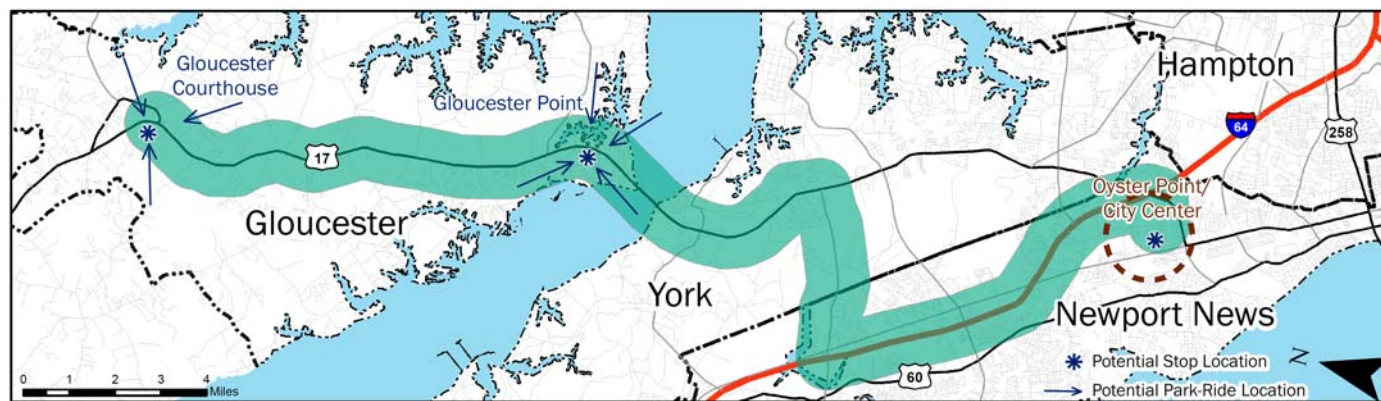 Gloucester
Courthouse
Gloucester Point
Hampton
64
258
17
Oyster Point/
City Center
Gloucester
York
Newport News
Potential Stop Location
60
N
Potential Park-Ride Location
0 1 2 3 4
Miles